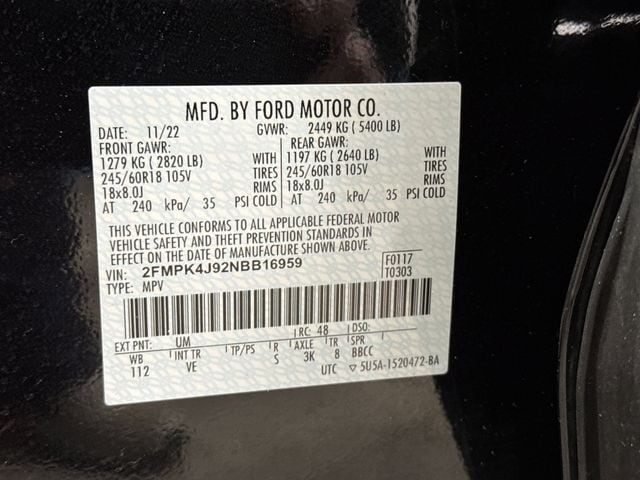 MFD. BY FORD MOTOR CO.
DATE: 11/22 GVWR: 2449 KG ( 5400 LB)
FRONT GAWR: REAR GAWR:
1279 KG ( 2820 LB) WITH 1197 KG ( 2640 LB) WITH
245/60R18 105V TIRES 245/60R18 105V TIRES
18x8.0J RIMS 18x8.0J RIMS
AT 240 kPa/ 35 PSI COLD AT 240 kPa/ 35 PSI COLD
THIS VEHICLE CONFORMS TO ALL APPLICABLE FEDERAL MOTOR
VEHICLE SAFETY AND THEFT PREVENTION STANDARDS IN
EFFECT ON THE DATE OF MANUFACTURE SHOWN ABOVE.
VIN: 2FMPK4J92NBB16959 F0117
TYPE: MPV T0303
EXT PNT: UM RC: 48 DSO:
WB INT TR TP/PS R AXLE TR SPR
112 VE S 3K 8 BBCC
UTC ▽ 5U5A-1520472-BA